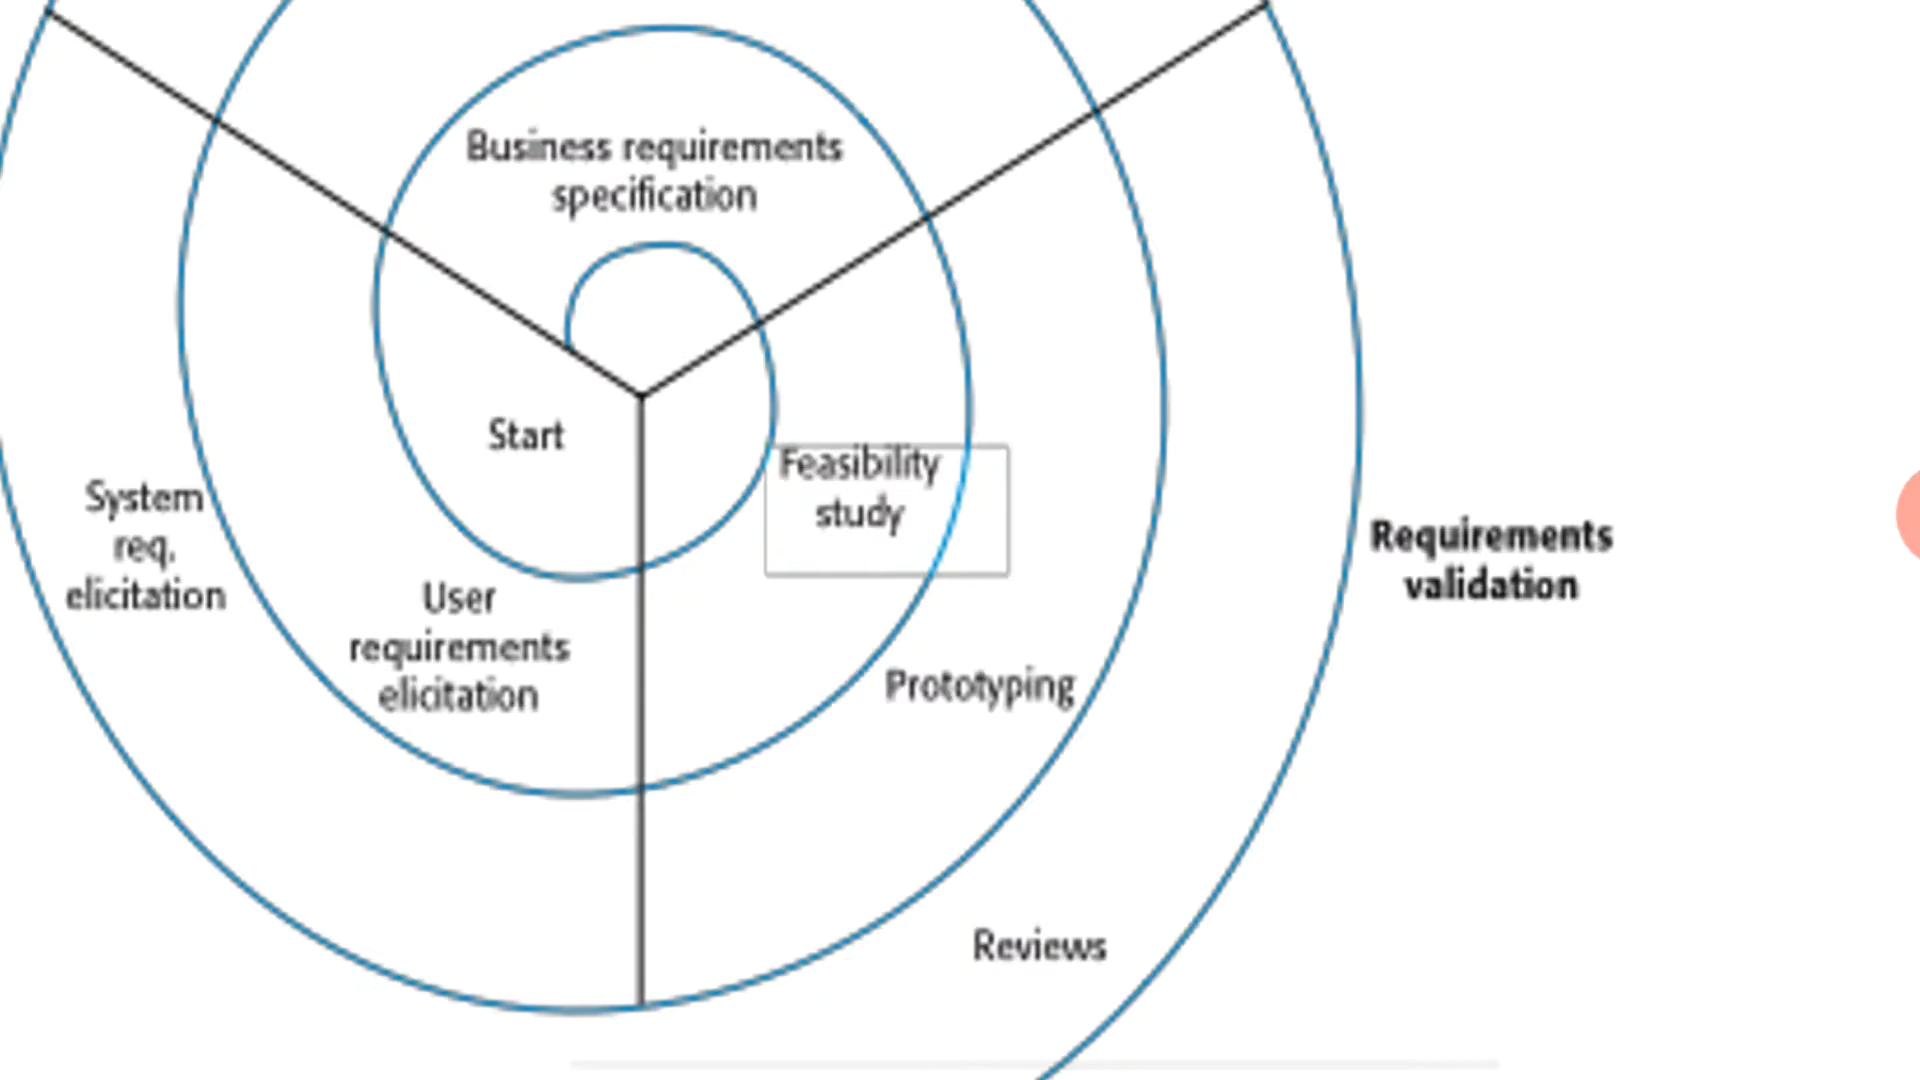 Business requirements
specification
Start
Feasibility
study
System
req.
elicitation
User
requirements
elicitation
Prototyping
Requirements
validation
Reviews